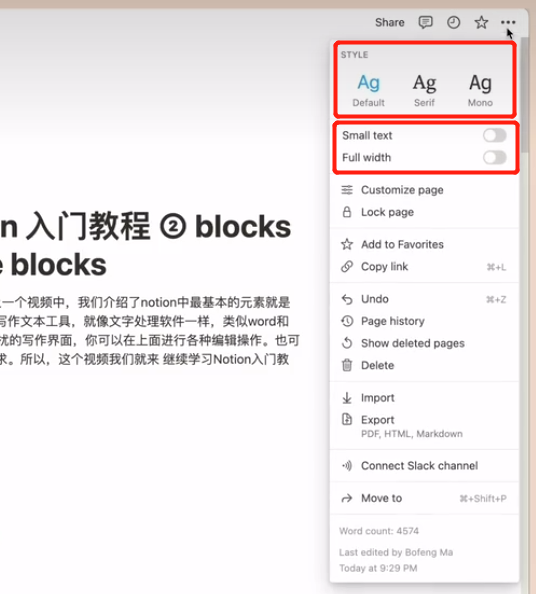 Share
STYLE
Ag Ag Ag
Default Serif Mono
Small text
Full width
Customize page
Lock page
Add to Favorites
Copy link ⌘+L
Undo ⌘+Z
Page history
Show deleted pages
Delete
Import
Export
PDF, HTML, Markdown
Connect Slack channel
Move to ⌘+Shift+P
Word count: 4574
Last edited by Bofeng Ma
Today at 9:29 PM
n 入门教程 ② blocks
e blocks
一个视频中，我们介绍了notion中最基本的元素就是
写作文本工具，就像文字处理软件一样，类似word和
扰的写作界面，你可以在上面进行各种编辑操作。也可
求。所以，这个视频我们就来 继续学习Notion入门教